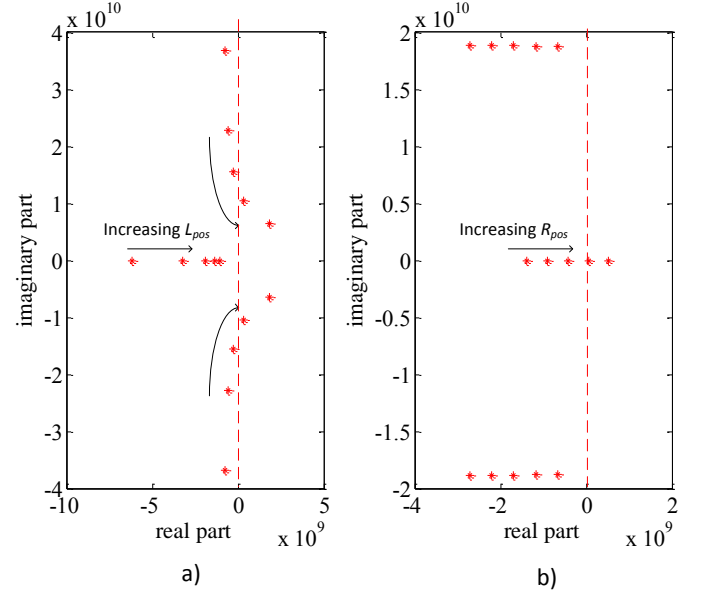 x 10^10
4
3
2
1
0
-1
-2
-3
-4
imaginary part
Increasing L_pos
-10
-5
0
5
real part
x 10^9
a)
x 10^10
2
1.5
1
0.5
0
-0.5
-1
-1.5
-2
imaginary part
Increasing R_pos
-4
-2
0
2
real part
x 10^9
b)